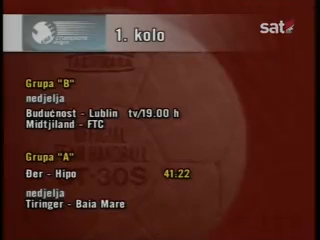 1. kolo
sat
Grupa "B"
nedjelja
Budućnost - Lublin tv/19.00 h
Midtjiland - FTC
Grupa "A"
Đer - Hipo 41:22
nedjelja
Tiringer - Baia Mare